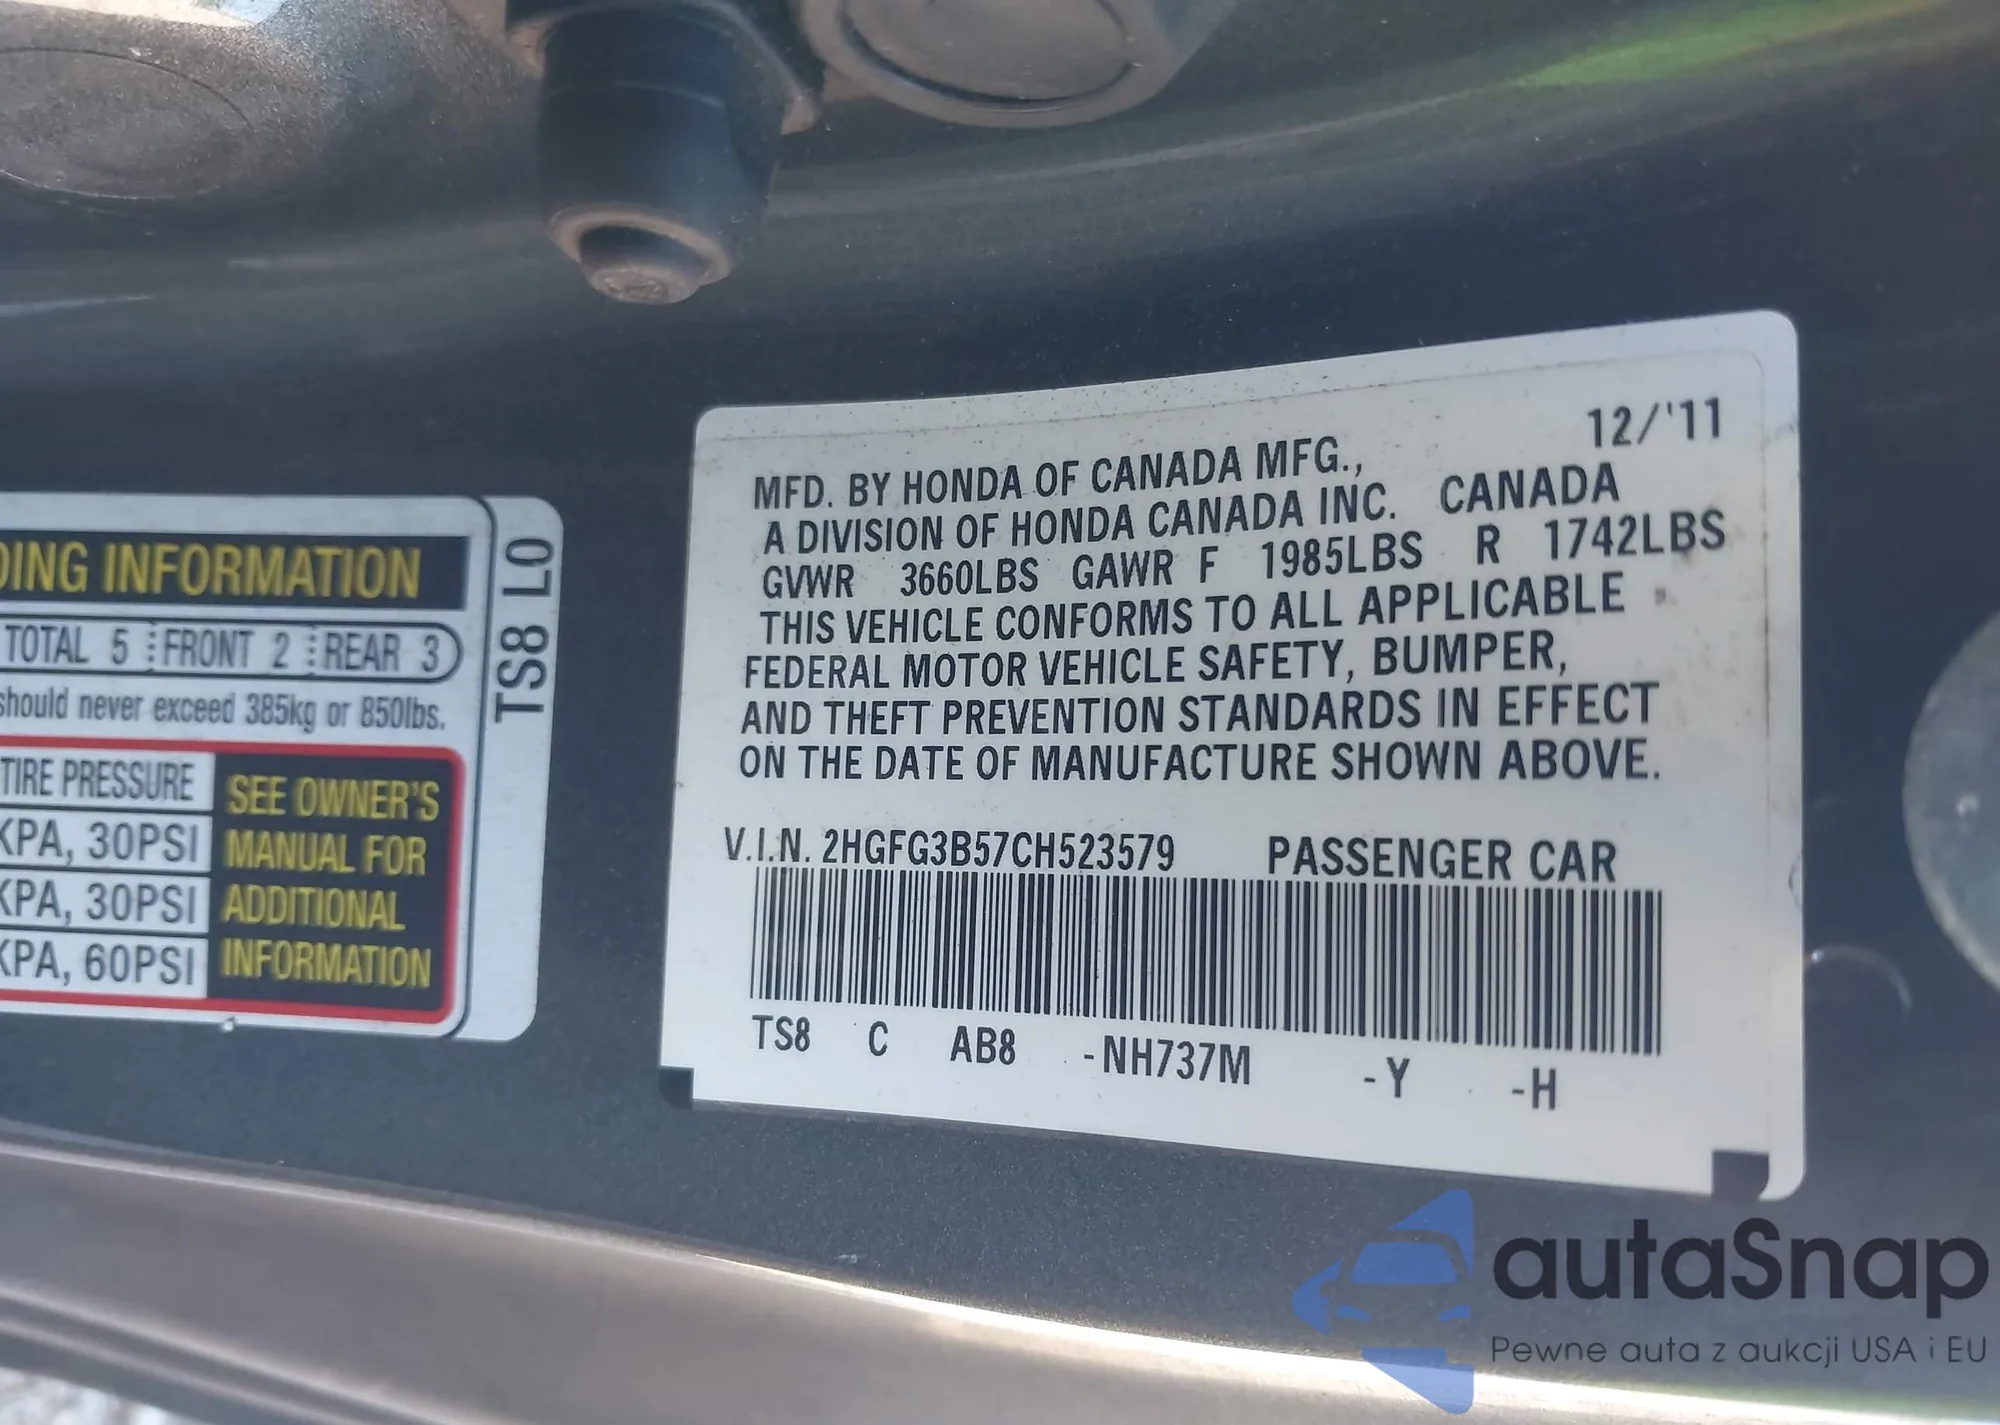 DING INFORMATION
TOTAL 5 FRONT 2 REAR 3
should never exceed 385kg or 850lbs.
TIRE PRESSURE
KPA, 30PSI
KPA, 30PSI
KPA, 60PSI
SEE OWNER'S
MANUAL FOR
ADDITIONAL
INFORMATION
TS8 L0
12/'11
MFD. BY HONDA OF CANADA MFG.,
A DIVISION OF HONDA CANADA INC. CANADA
GVWR 3660LBS GAWR F 1985LBS R 1742LBS
THIS VEHICLE CONFORMS TO ALL APPLICABLE
FEDERAL MOTOR VEHICLE SAFETY, BUMPER,
AND THEFT PREVENTION STANDARDS IN EFFECT
ON THE DATE OF MANUFACTURE SHOWN ABOVE.
V.I.N. 2HGFG3B57CH523579 PASSENGER CAR
TS8 C AB8 -NH737M -Y -H
autaSnap
Pewne auta z aukcji USA i EU